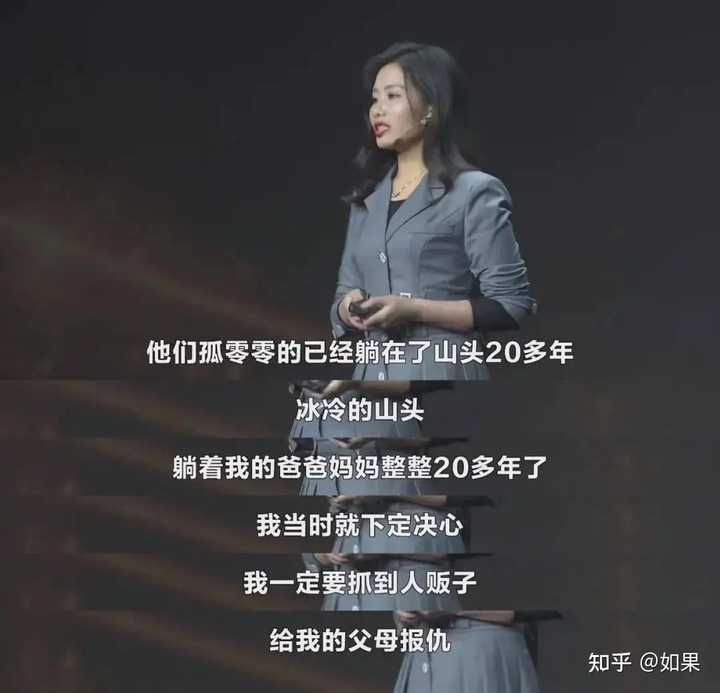 他们孤零零的已经躺在了山头20多年
冰冷的山头
躺着我的爸爸妈妈整整20多年了
我当时就下定决心
我一定要抓到人贩子
给我的父母报仇
知乎 @如果